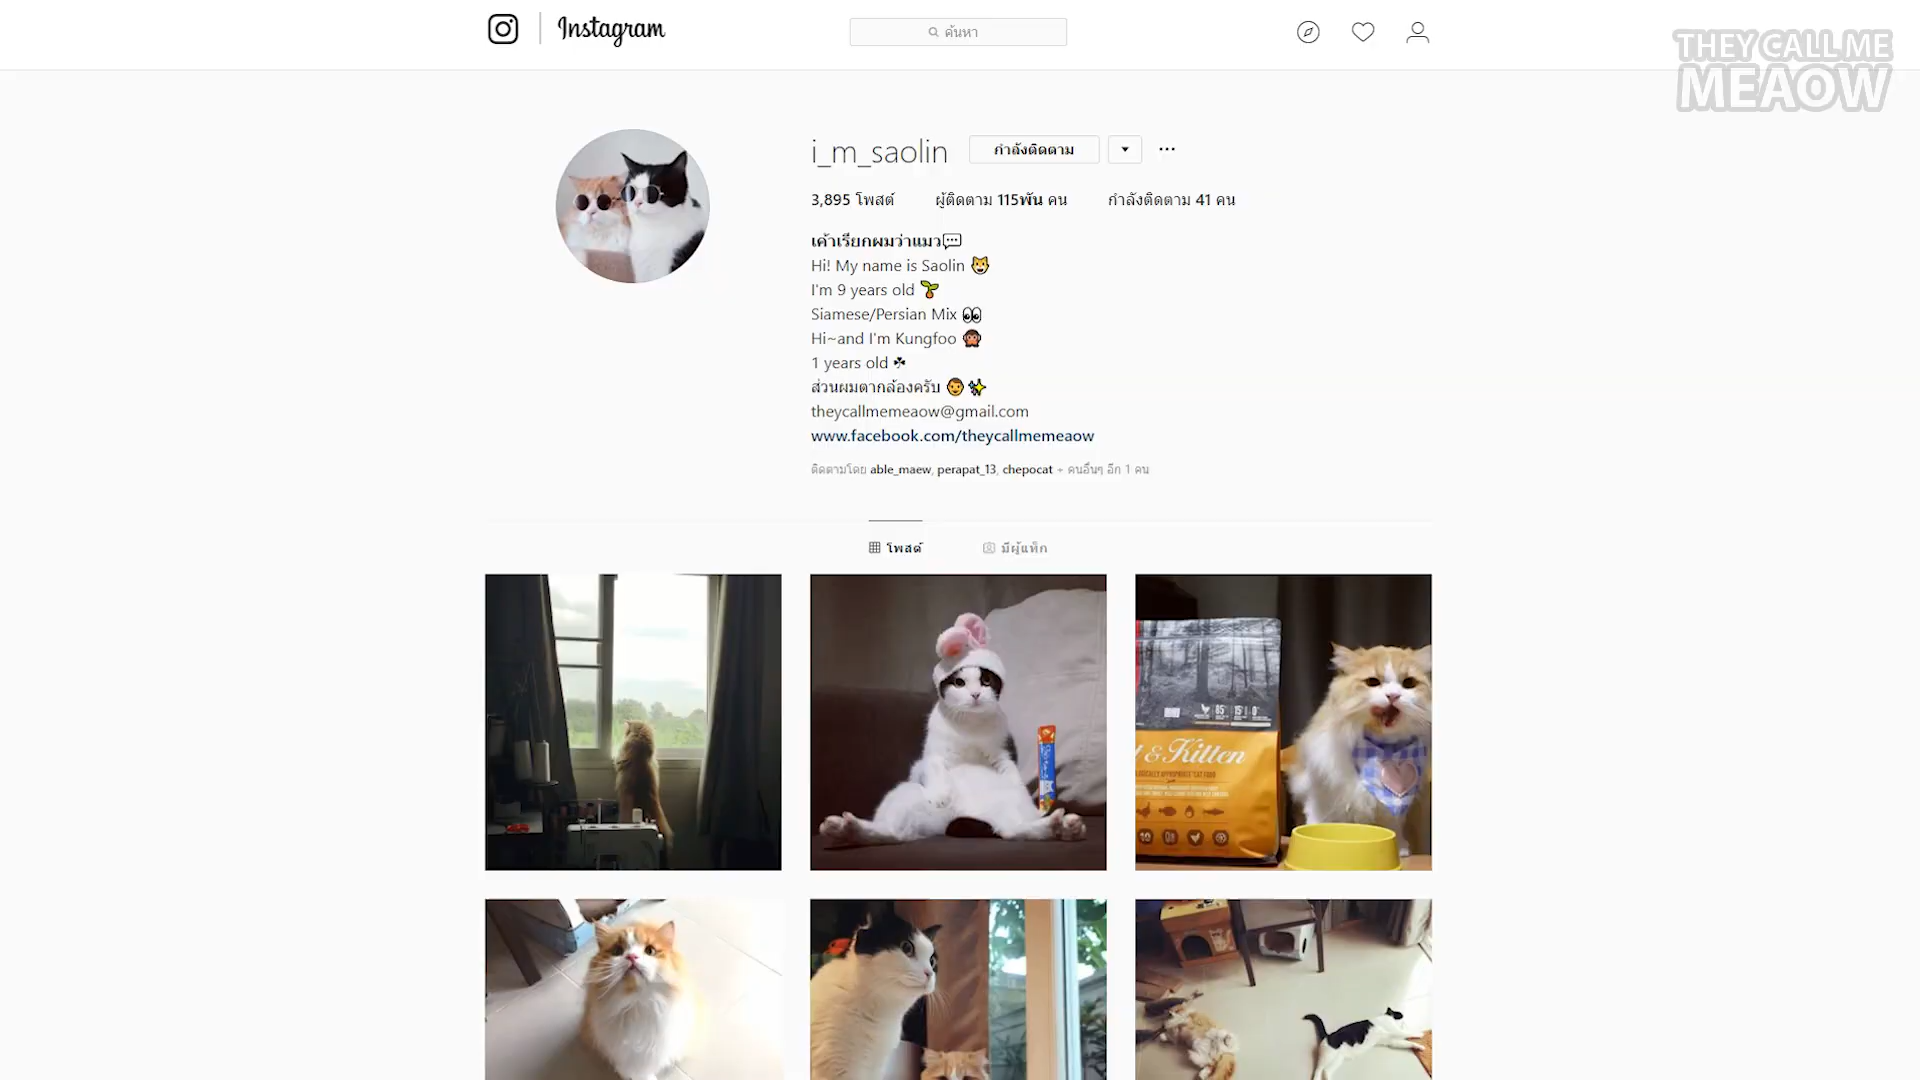 Instagram
ค้นหา
THEY CALL ME
MEAOW
i_m_saolin
กำลังติดตาม
3,895 โพสต์ ผู้ติดตาม 115พัน คน กำลังติดตาม 41 คน
เค้าเรียกผมว่าแมว💬
Hi! My name is Saolin 😺
I'm 9 years old 🌱
Siamese/Persian Mix 👀
Hi~and I'm Kungfoo 🙊
1 years old ☘
ส่วนผมตากล้องครับ 👨✨
theycallmemeaow@gmail.com
www.facebook.com/theycallmemeaow
ติดตามโดย able_maew, perapat_13, chepocat + คนอื่นๆ อีก 1 คน
โพสต์
มีผู้แท็ก
85 15 0
& Kitten